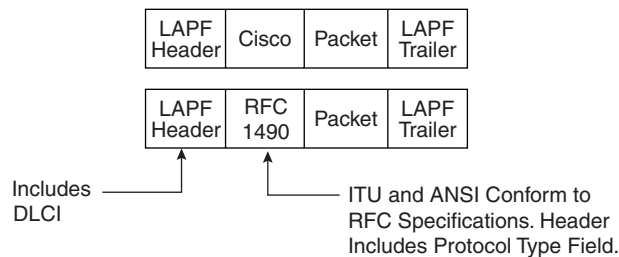 LAPF Header Cisco Packet LAPF Trailer
LAPF Header RFC 1490 Packet LAPF Trailer
Includes
DLCI
ITU and ANSI Conform to
RFC Specifications. Header
Includes Protocol Type Field.